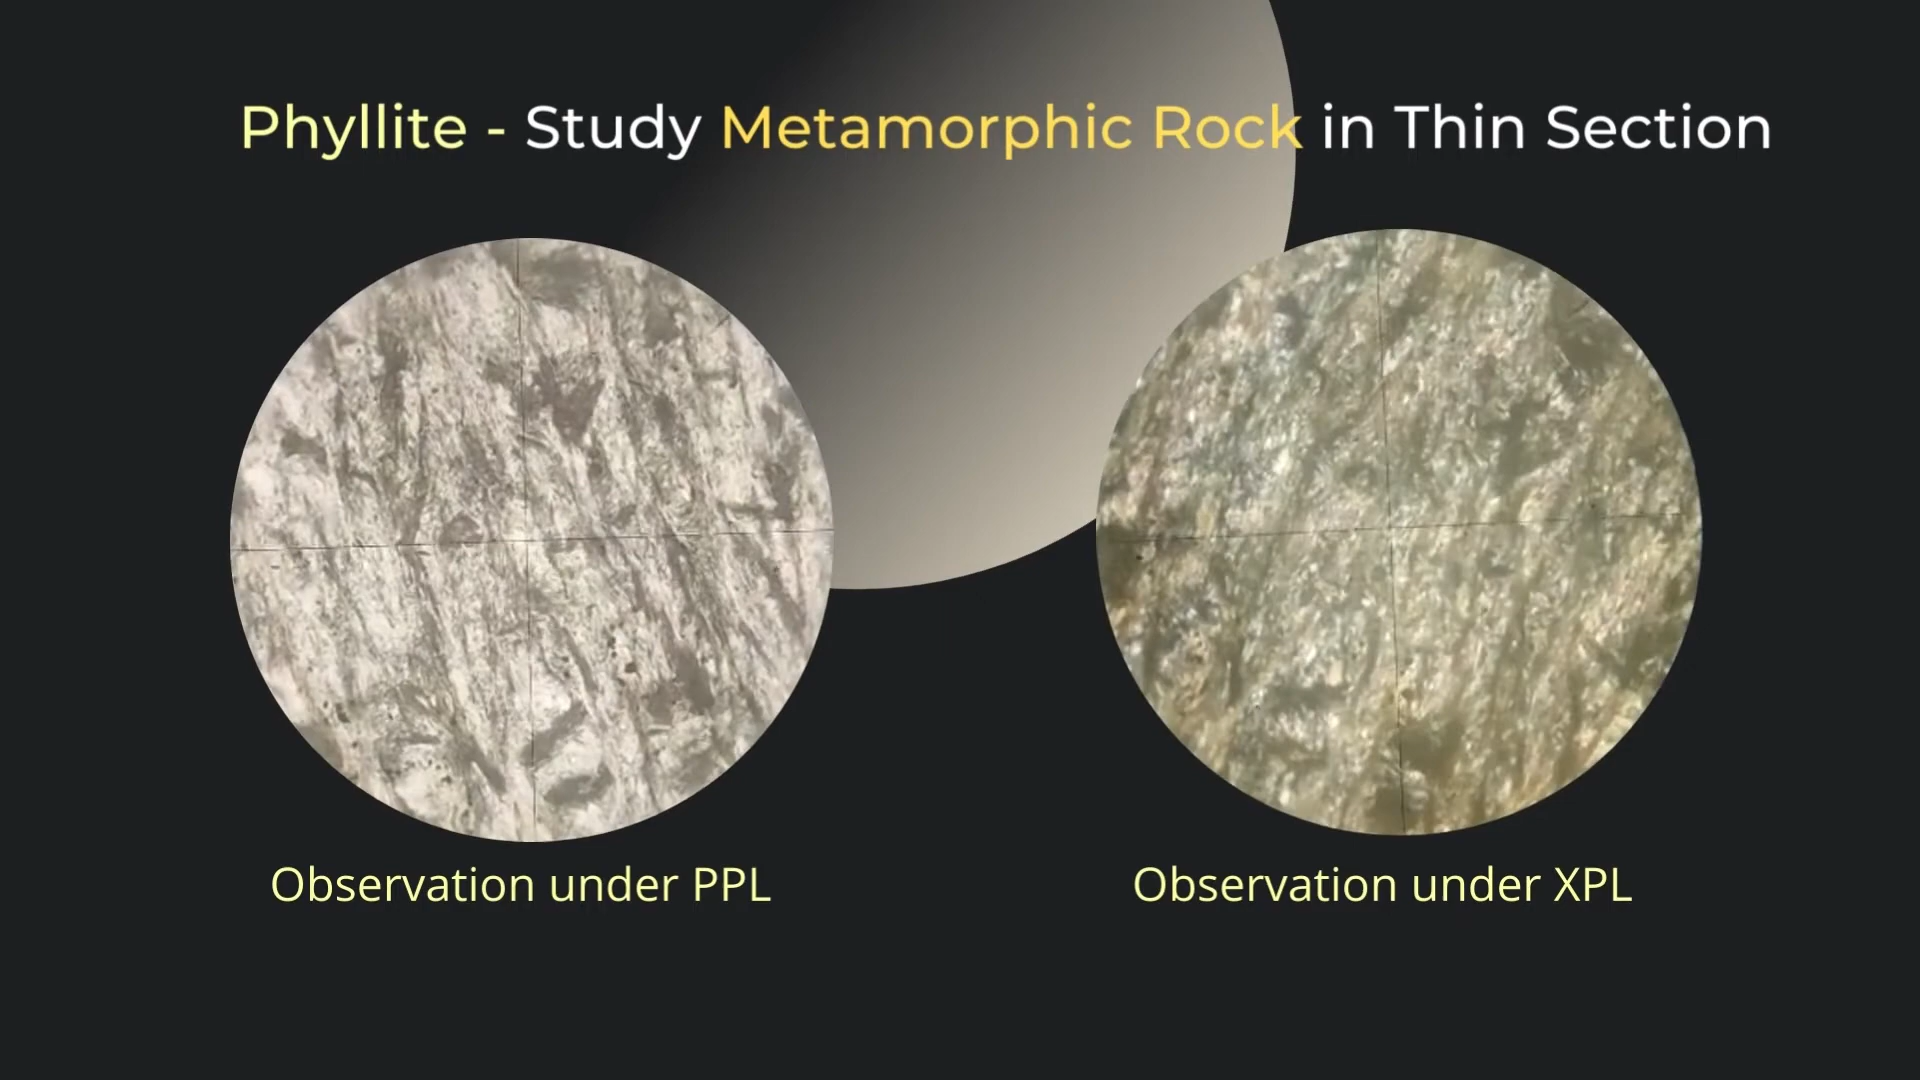 Phyllite - Study Metamorphic Rock in Thin Section
Observation under PPL
Observation under XPL